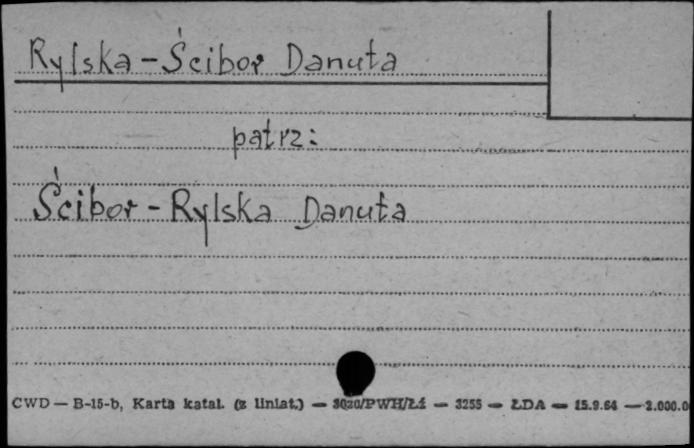 Rylska-Ścibor Danuta
patrz:
Ścibor-Rylska Danuta
CWD — B-15-b, Karta katal. (z liniat.) — 3020/PWH/Łi — 3255 — ŁDA — 15.9.64 — 2.000.0